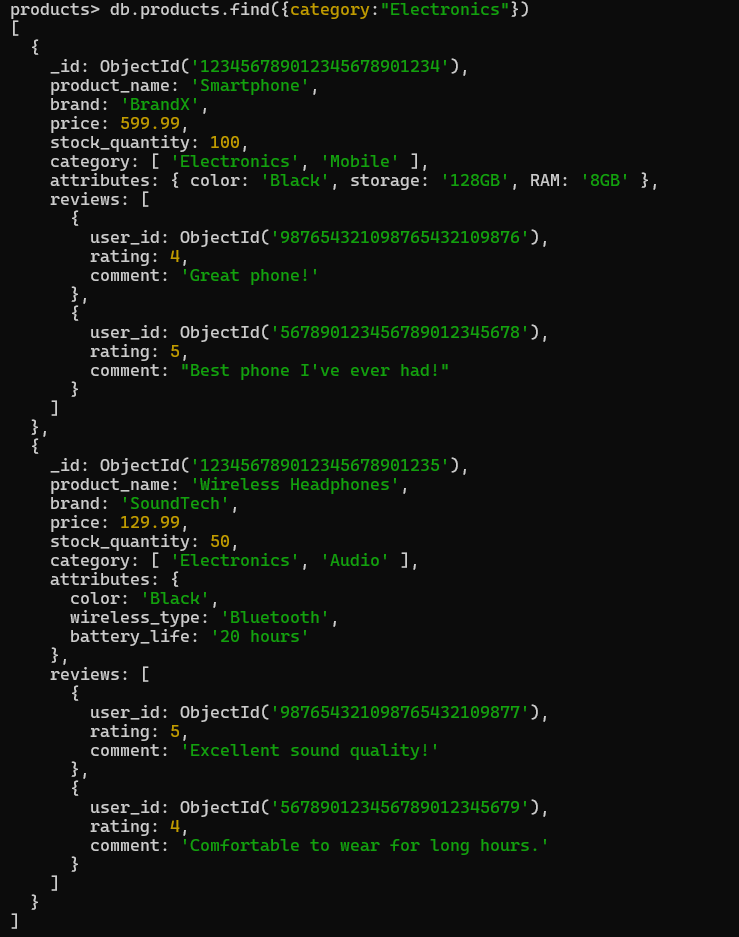 products> db.products.find({category:"Electronics"})
[
  {
    _id: ObjectId('123456789012345678901234'),
    product_name: 'Smartphone',
    brand: 'BrandX',
    price: 599.99,
    stock_quantity: 100,
    category: [ 'Electronics', 'Mobile' ],
    attributes: { color: 'Black', storage: '128GB', RAM: '8GB' },
    reviews: [
      {
        user_id: ObjectId('987654321098765432109876'),
        rating: 4,
        comment: 'Great phone!'
      },
      {
        user_id: ObjectId('567890123456789012345678'),
        rating: 5,
        comment: "Best phone I've ever had!"
      }
    ]
  },
  {
    _id: ObjectId('123456789012345678901235'),
    product_name: 'Wireless Headphones',
    brand: 'SoundTech',
    price: 129.99,
    stock_quantity: 50,
    category: [ 'Electronics', 'Audio' ],
    attributes: {
      color: 'Black',
      wireless_type: 'Bluetooth',
      battery_life: '20 hours'
    },
    reviews: [
      {
        user_id: ObjectId('987654321098765432109877'),
        rating: 5,
        comment: 'Excellent sound quality!'
      },
      {
        user_id: ObjectId('567890123456789012345679'),
        rating: 4,
        comment: 'Comfortable to wear for long hours.'
      }
    ]
  }
]